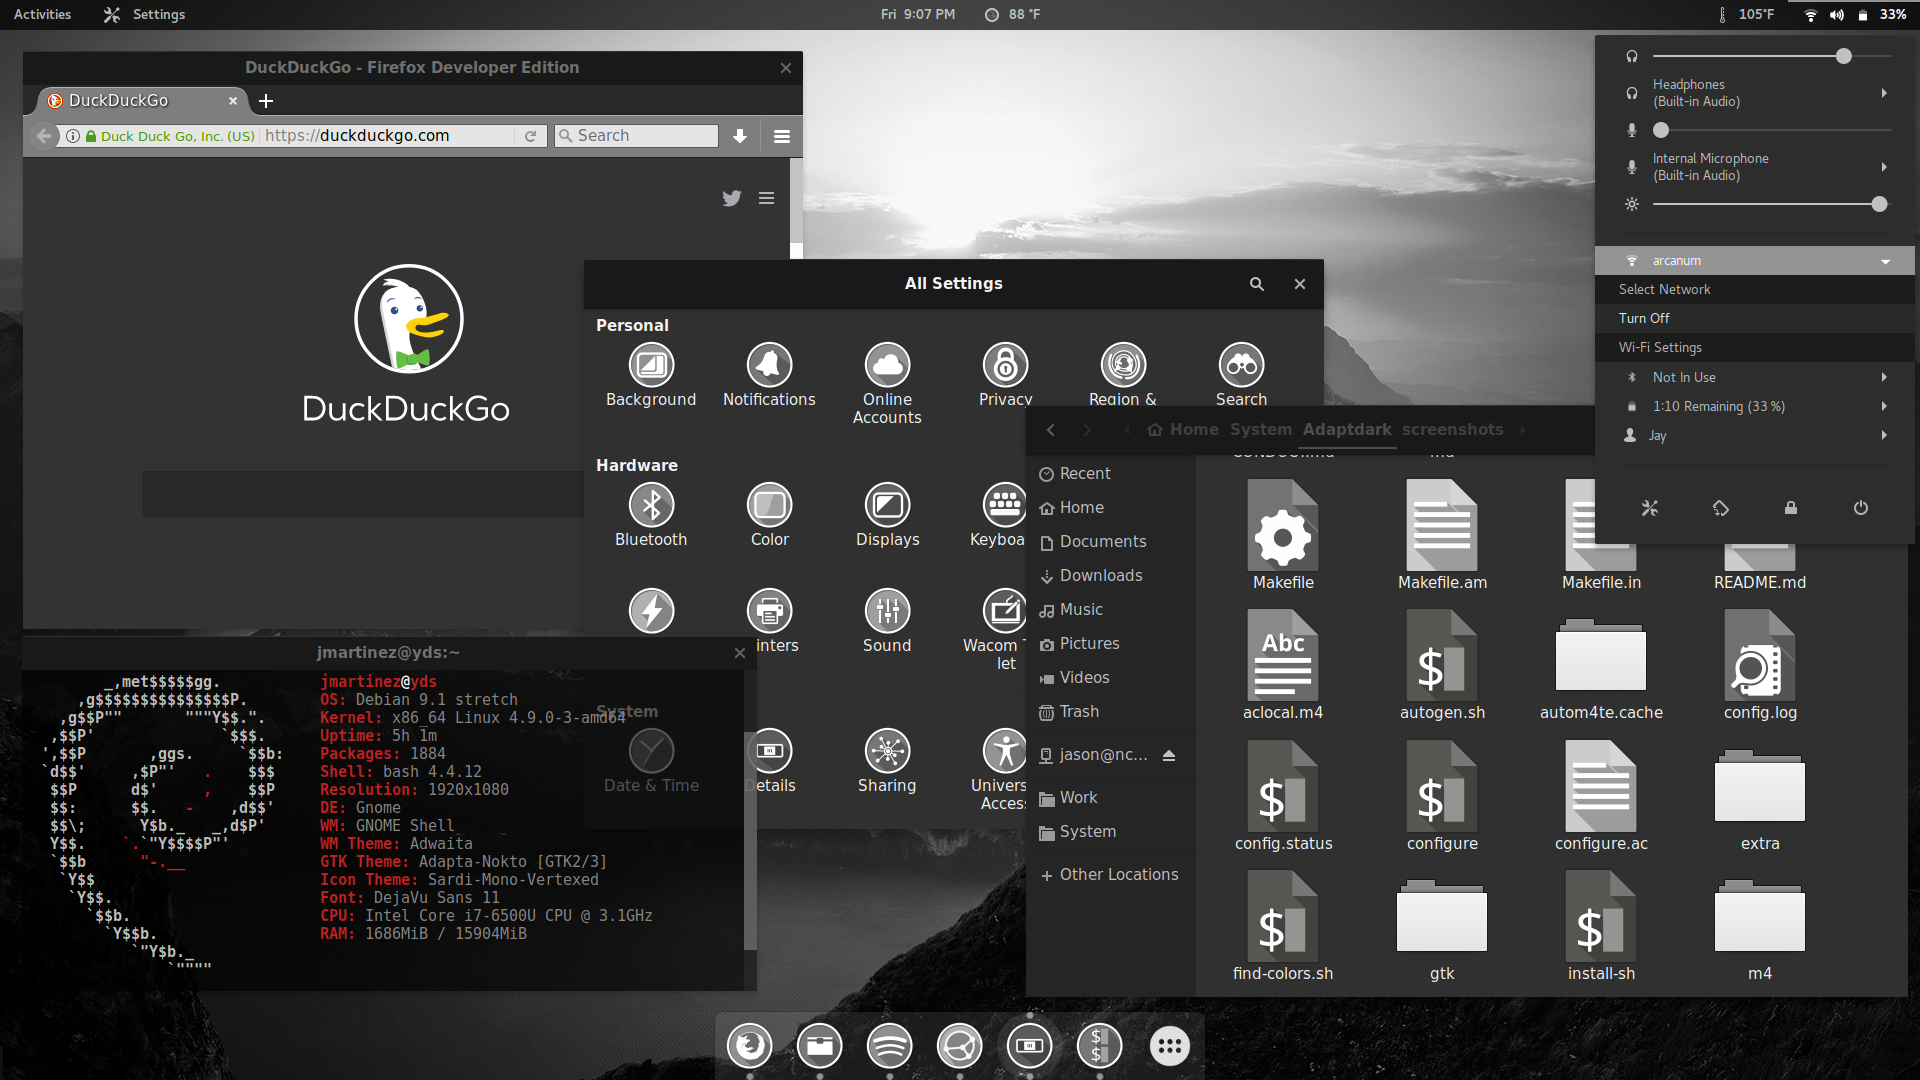 Activities
Settings
Fri 9:07 PM
88 °F
105°F
33%
DuckDuckGo - Firefox Developer Edition
DuckDuckGo
Duck Duck Go, Inc. (US)
https://duckduckgo.com
Search
DuckDuckGo
All Settings
Personal
Background
Notifications
Online
Accounts
Privacy
Region &
Search
Hardware
Bluetooth
Color
Displays
Keyboa
inters
Sound
Wacom T
let
System
Date & Time
Details
Sharing
Univers
Access
jmartinez@yds:~
_,met$$$$$gg.
,g$$$$$$$$$$$$$$$P.
,g$$P""       """Y$$.".
,$$P'              `$$$.
',$$P       ,ggs.     `$$b:
`d$$'     ,$P"'   .    $$$
$$P      d$'     ,    $$P
$$:      $$.   -    ,d$$'
$$\;      Y$b._   _,d$P'
Y$$.    `.`"Y$$$$P"'
`$$b      "-.__
`Y$$
`Y$$.
`$$b.
`Y$$b.
`"Y$b._
`""""
jmartinez@yds
OS: Debian 9.1 stretch
Kernel: x86_64 Linux 4.9.0-3-amd64
Uptime: 5h 1m
Packages: 1884
Shell: bash 4.4.12
Resolution: 1920x1080
DE: Gnome
WM: GNOME Shell
WM Theme: Adwaita
GTK Theme: Adapta-Nokto [GTK2/3]
Icon Theme: Sardi-Mono-Vertexed
Font: DejaVu Sans 11
CPU: Intel Core i7-6500U CPU @ 3.1GHz
RAM: 1686MiB / 15904MiB
Home System Adaptdark screenshots
Recent
Home
Documents
Downloads
Music
Pictures
Videos
Trash
jason@nc...
Work
System
Other Locations
Makefile
Makefile.am
Makefile.in
README.md
Abc
aclocal.m4
autogen.sh
autom4te.cache
config.log
config.status
configure
configure.ac
extra
find-colors.sh
gtk
install-sh
m4
Headphones
(Built-in Audio)
Internal Microphone
(Built-in Audio)
arcanum
Select Network
Turn Off
Wi-Fi Settings
Not In Use
1:10 Remaining (33 %)
Jay